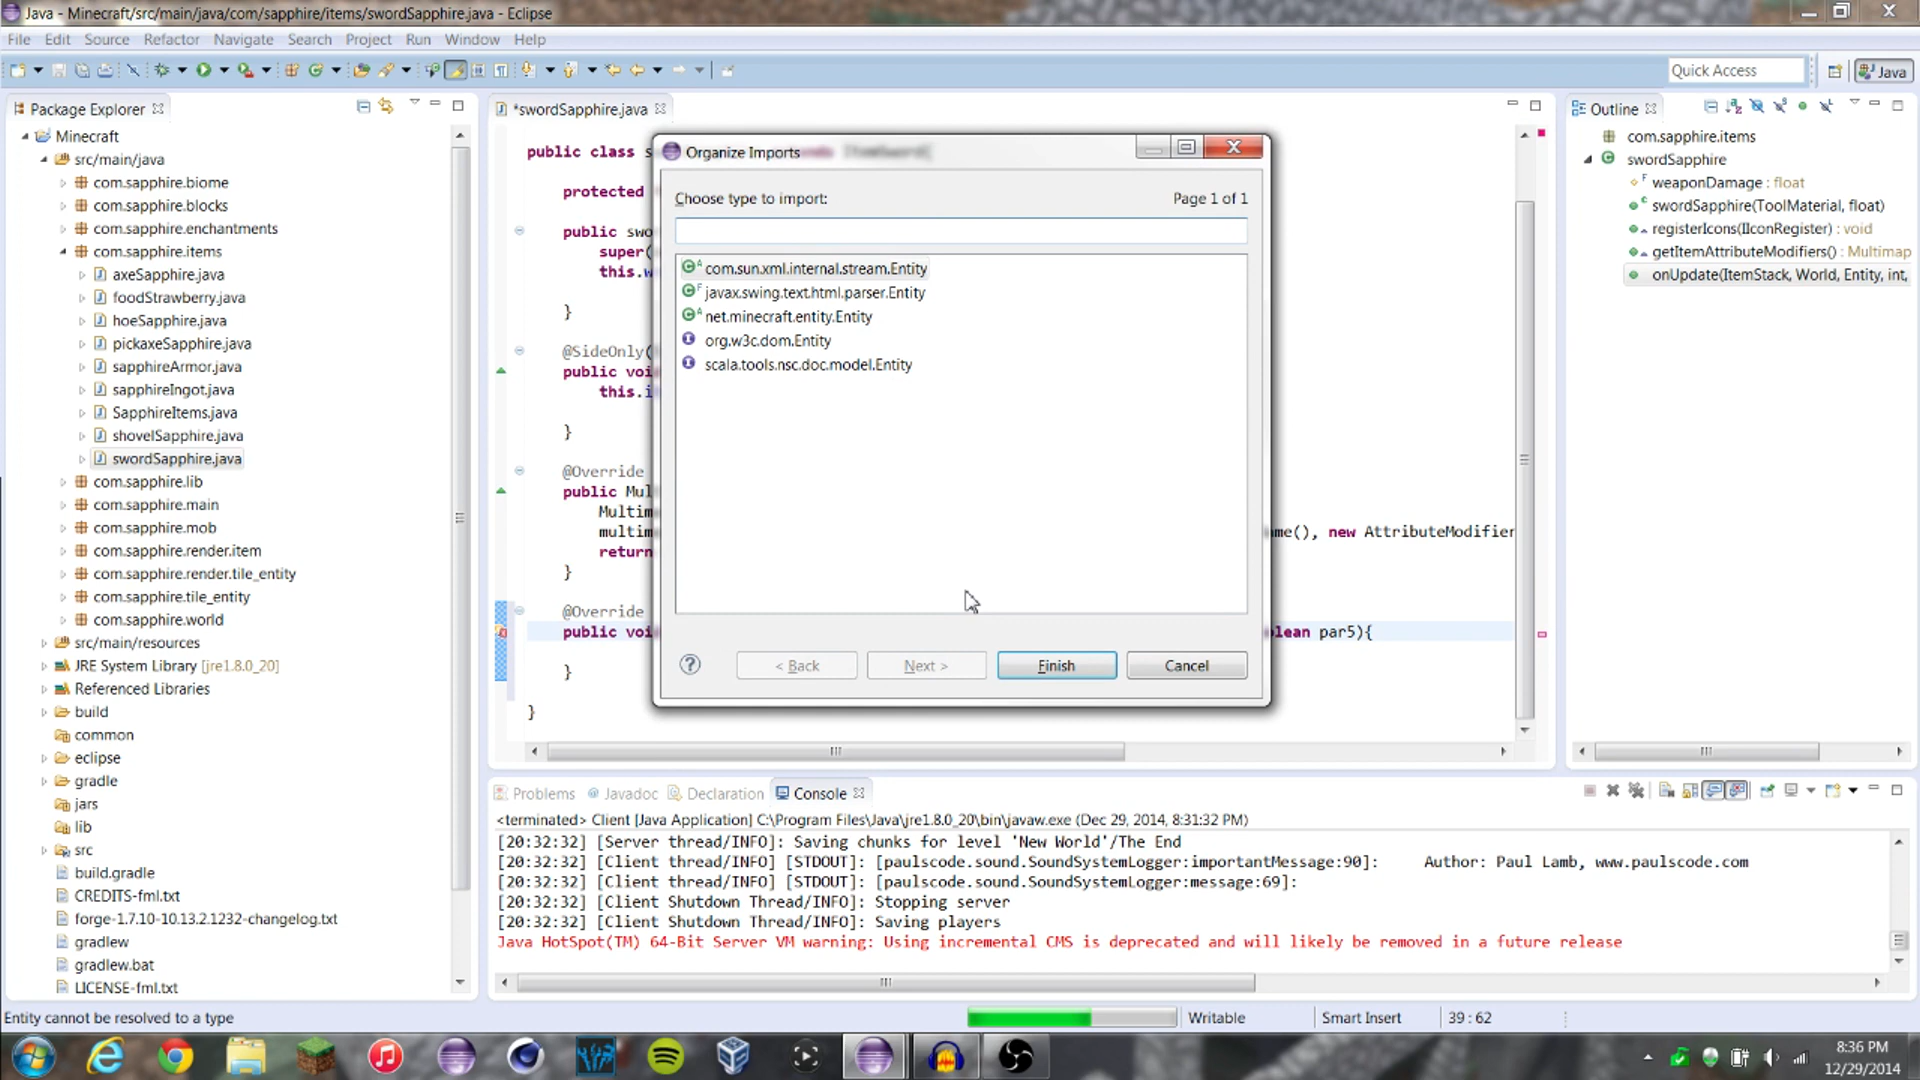 Java - Minecraft/src/main/java/com/sapphire/items/swordSapphire.java - Eclipse
File Edit Source Refactor Navigate Search Project Run Window Help
Quick Access
Java
Package Explorer
Minecraft
src/main/java
com.sapphire.biome
com.sapphire.blocks
com.sapphire.enchantments
com.sapphire.items
axeSapphire.java
foodStrawberry.java
hoeSapphire.java
pickaxeSapphire.java
sapphireArmor.java
sapphireIngot.java
SapphireItems.java
shovelSapphire.java
swordSapphire.java
com.sapphire.lib
com.sapphire.main
com.sapphire.mob
com.sapphire.render.item
com.sapphire.render.tile_entity
com.sapphire.tile_entity
com.sapphire.world
src/main/resources
JRE System Library [jre1.8.0_20]
Referenced Libraries
build
common
eclipse
gradle
jars
lib
src
build.gradle
CREDITS-fml.txt
forge-1.7.10-10.13.2.1232-changelog.txt
gradlew
gradlew.bat
LICENSE-fml.txt
*swordSapphire.java
public class s
protected
public swo
super(
this.w
}
@SideOnly(
public voi
this.i
}
@Override
public Mul
Multim
multim me(), new AttributeModifier
return
}
@Override
public voi lean par5){
}
}
Organize Imports
Choose type to import: Page 1 of 1
com.sun.xml.internal.stream.Entity
javax.swing.text.html.parser.Entity
net.minecraft.entity.Entity
org.w3c.dom.Entity
scala.tools.nsc.doc.model.Entity
< Back Next > Finish Cancel
Outline
com.sapphire.items
swordSapphire
weaponDamage : float
swordSapphire(ToolMaterial, float)
registerIcons(IIconRegister) : void
getItemAttributeModifiers() : Multimap
onUpdate(ItemStack, World, Entity, int,
Problems Javadoc Declaration Console
<terminated> Client [Java Application] C:\Program Files\Java\jre1.8.0_20\bin\javaw.exe (Dec 29, 2014, 8:31:32 PM)
[20:32:32] [Server thread/INFO]: Saving chunks for level 'New World'/The End
[20:32:32] [Client thread/INFO] [STDOUT]: [paulscode.sound.SoundSystemLogger:importantMessage:90]: Author: Paul Lamb, www.paulscode.com
[20:32:32] [Client thread/INFO] [STDOUT]: [paulscode.sound.SoundSystemLogger:message:69]:
[20:32:32] [Client Shutdown Thread/INFO]: Stopping server
[20:32:32] [Client Shutdown Thread/INFO]: Saving players
Java HotSpot(TM) 64-Bit Server VM warning: Using incremental CMS is deprecated and will likely be removed in a future release
Entity cannot be resolved to a type
Writable Smart Insert 39 : 62
8:36 PM
12/29/2014